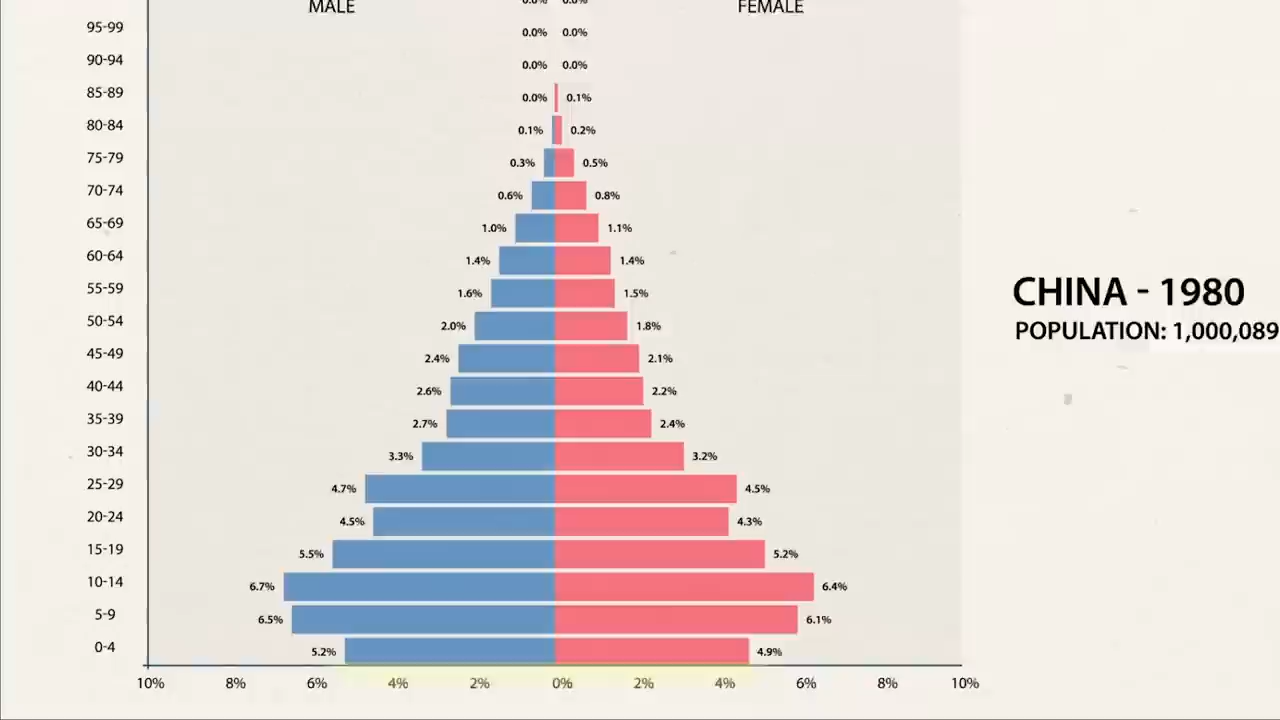 MALE FEMALE
95-99 0.0% 0.0%
90-94 0.0% 0.0%
85-89 0.0% 0.1%
80-84 0.1% 0.2%
75-79 0.3% 0.5%
70-74 0.6% 0.8%
65-69 1.0% 1.1%
60-64 1.4% 1.4%
55-59 1.6% 1.5%
50-54 2.0% 1.8%
45-49 2.4% 2.1%
40-44 2.6% 2.2%
35-39 2.7% 2.4%
30-34 3.3% 3.2%
25-29 4.7% 4.5%
20-24 4.5% 4.3%
15-19 5.5% 5.2%
10-14 6.7% 6.4%
5-9 6.5% 6.1%
0-4 5.2% 4.9%
10% 8% 6% 4% 2% 0% 2% 4% 6% 8% 10%
CHINA - 1980
POPULATION: 1,000,089